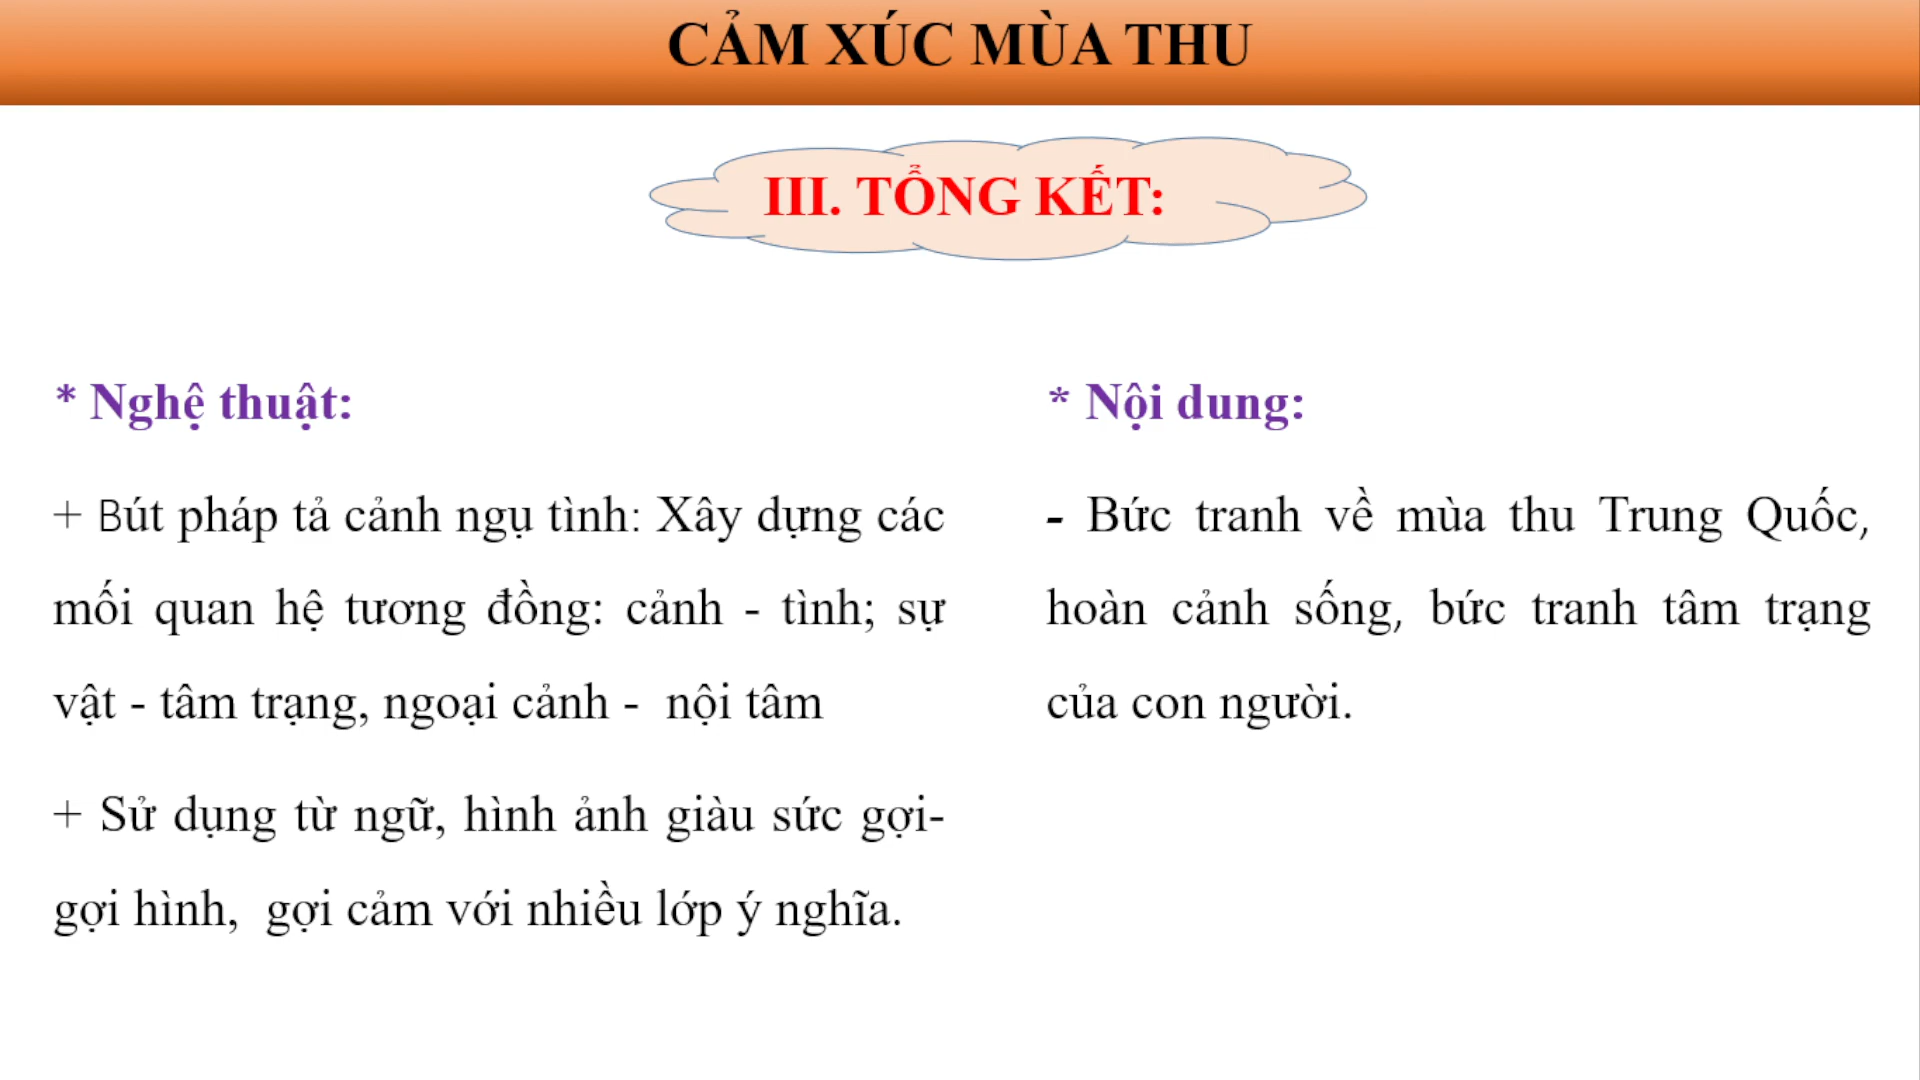 CẢM XÚC MÙA THU
III. TỔNG KẾT:
* Nghệ thuật:
+ Bút pháp tả cảnh ngụ tình: Xây dựng các
mối quan hệ tương đồng: cảnh - tình; sự
vật - tâm trạng, ngoại cảnh - nội tâm
+ Sử dụng từ ngữ, hình ảnh giàu sức gợi-
gợi hình, gợi cảm với nhiều lớp ý nghĩa.
* Nội dung:
- Bức tranh về mùa thu Trung Quốc,
hoàn cảnh sống, bức tranh tâm trạng
của con người.